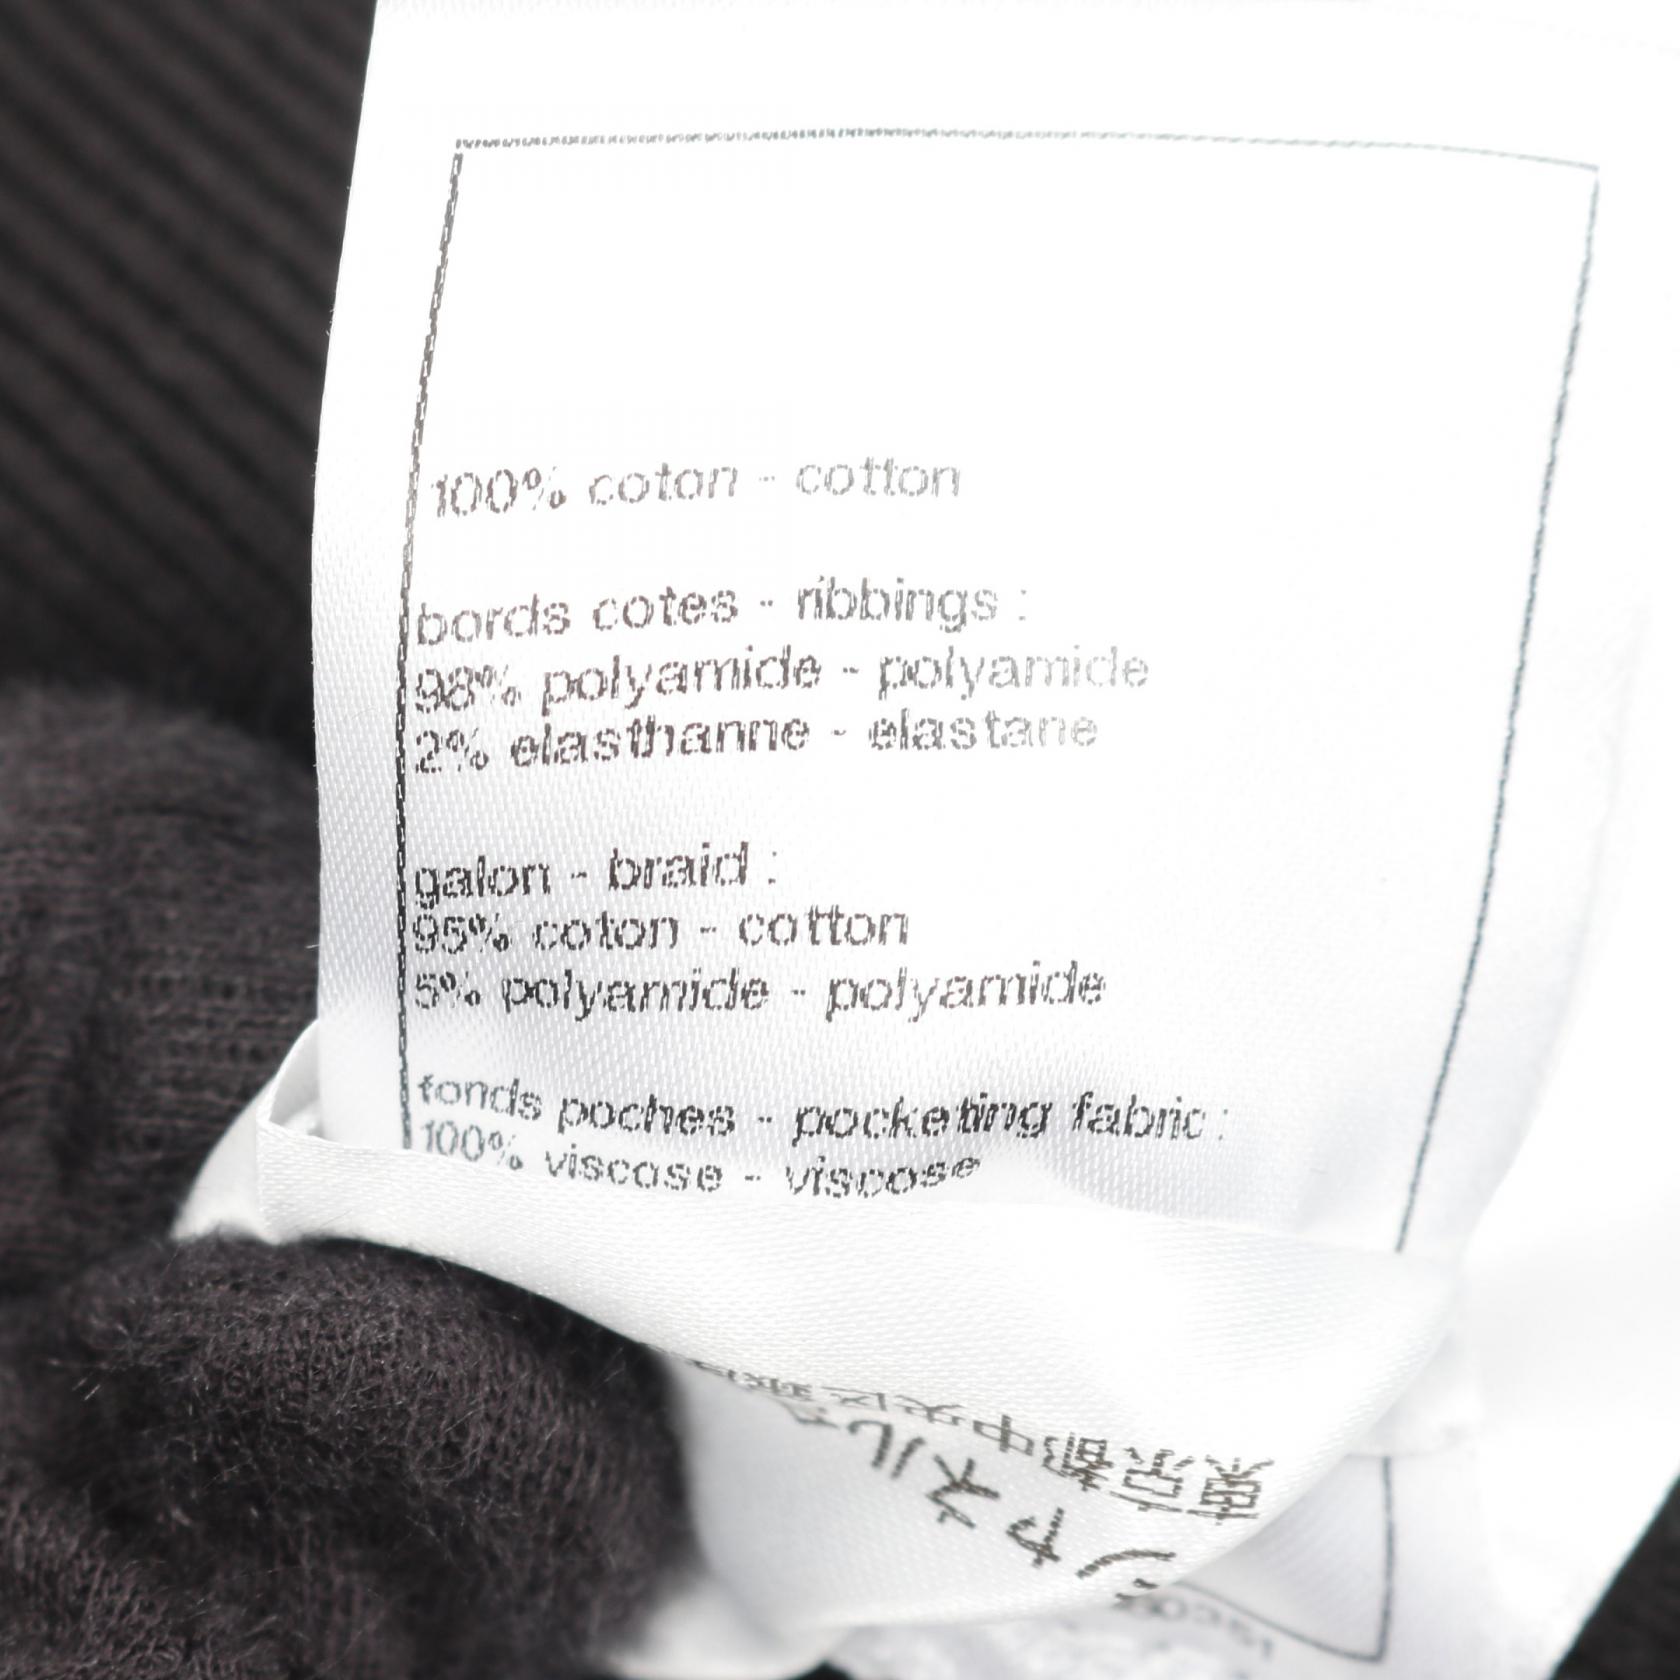 100% coton - cotton
bords cotes - ribbings :
98% polyamide - polyamide
2% elasthanne - elastane
galon - braid :
95% coton - cotton
5% polyamide - polyamide
fonds poches - pocketing fabric :
100% viscose - viscose